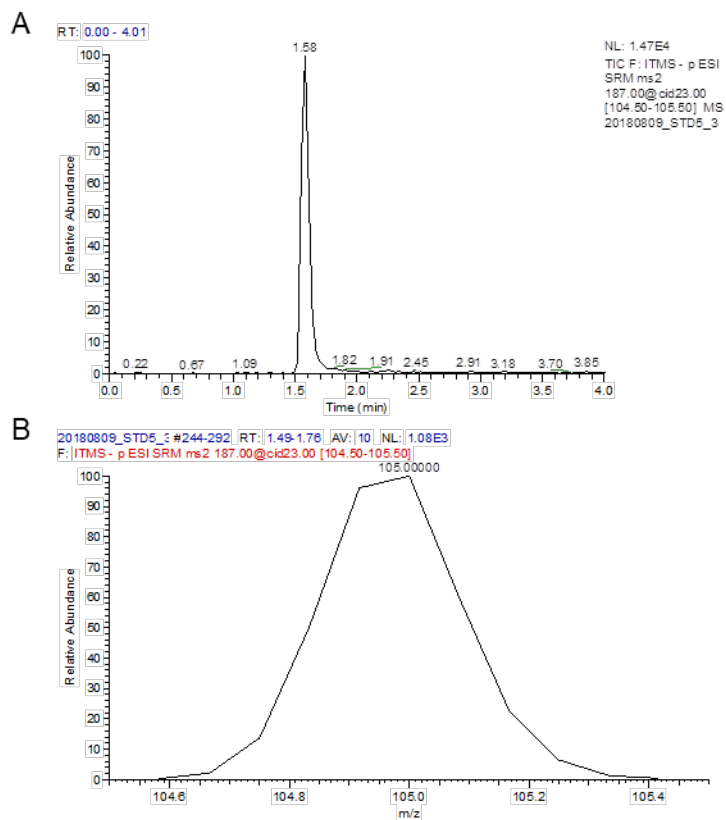 A
RT: 0.00 - 4.01
NL: 1.47E4
TIC F: ITMS - p ESI
SRM ms2
187.00@cid23.00
[104.50-105.50] MS
20180809_STD5_3
1.58
100
90
80
70
60
50
40
30
20
10
0
Relative Abundance
0.22 0.67 1.09 1.82 1.91 2.45 2.91 3.18 3.70 3.85
0.0 0.5 1.0 1.5 2.0 2.5 3.0 3.5 4.0
Time (min)
B
20180809_STD5_3 #244-292 RT: 1.49-1.76 AV: 10 NL: 1.08E3
F: ITMS - p ESI SRM ms2 187.00@cid23.00 [104.50-105.50]
105.00000
100
90
80
70
60
50
40
30
20
10
0
Relative Abundance
104.6 104.8 105.0 105.2 105.4
m/z